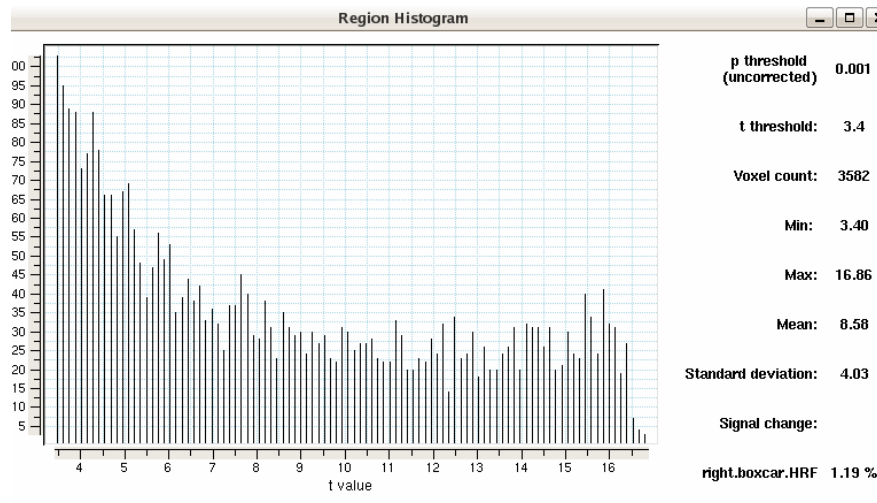 Region Histogram
00
95
90
85
80
75
70
65
60
55
50
45
40
35
30
25
20
15
10
5
4 5 6 7 8 9 10 11 12 13 14 15 16
t value
p threshold
(uncorrected) 0.001
t threshold: 3.4
Voxel count: 3582
Min: 3.40
Max: 16.86
Mean: 8.58
Standard deviation: 4.03
Signal change:
right.boxcar.HRF 1.19 %